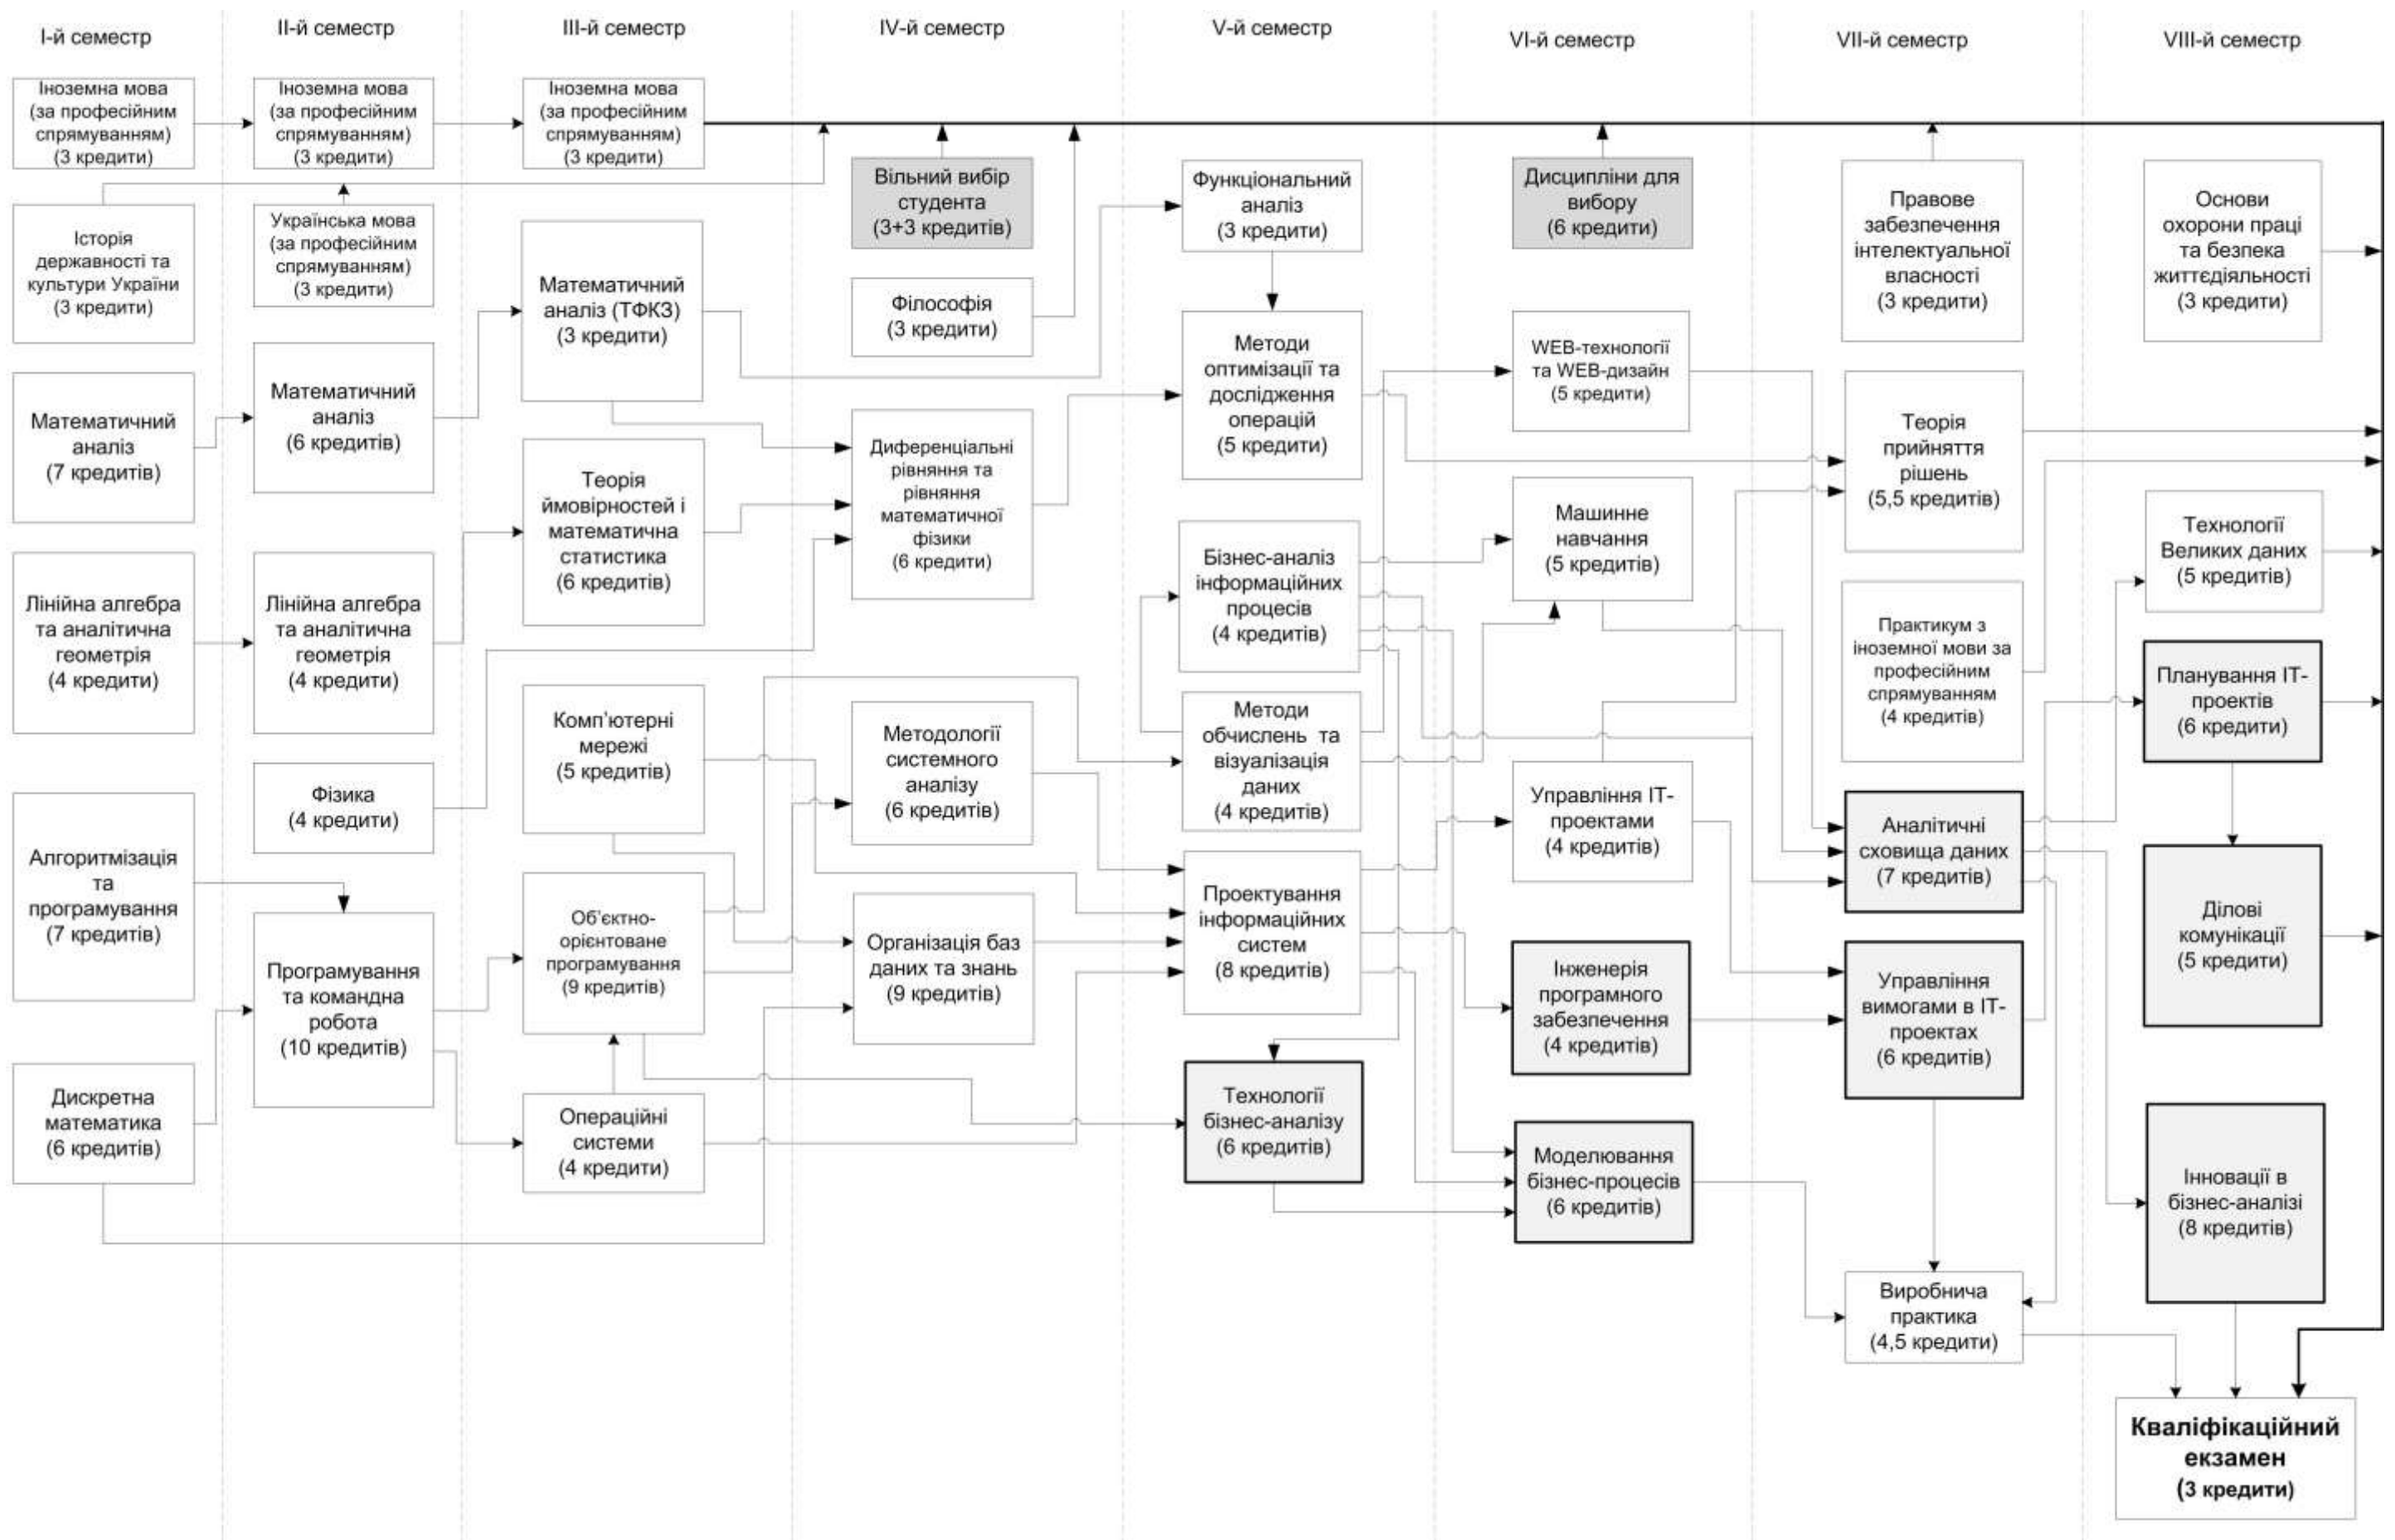 І-й семестр
Іноземна мова
(за професійним
спрямуванням)
(3 кредити)
Історія
державності та
культури України
(3 кредити)
Математичний
аналіз
(7 кредитів)
Лінійна алгебра
та аналітична
геометрія
(4 кредити)
Алгоритмізація
та
програмування
(7 кредитів)
Дискретна
математика
(6 кредитів)
ІІ-й семестр
Іноземна мова
(за професійним
спрямуванням)
(3 кредити)
Українська мова
(за професійним
спрямуванням)
(3 кредити)
Математичний
аналіз
(6 кредитів)
Лінійна алгебра
та аналітична
геометрія
(4 кредити)
Фізика
(4 кредити)
Програмування
та командна
робота
(10 кредитів)
ІІІ-й семестр
Іноземна мова
(за професійним
спрямуванням)
(3 кредити)
Математичний
аналіз (ТФКЗ)
(3 кредити)
Теорія
ймовірностей і
математична
статистика
(6 кредитів)
Комп’ютерні
мережі
(5 кредитів)
Об’єктно-
орієнтоване
програмування
(9 кредитів)
Операційні
системи
(4 кредити)
IV-й семестр
Вільний вибір
студента
(3+3 кредитів)
Філософія
(3 кредити)
Диференціальні
рівняння та
рівняння
математичної
фізики
(6 кредити)
Методології
системного
аналізу
(6 кредитів)
Організація баз
даних та знань
(9 кредитів)
V-й семестр
Функціональний
аналіз
(3 кредити)
Методи
оптимізації та
дослідження
операцій
(5 кредити)
Бізнес-аналіз
інформаційних
процесів
(4 кредитів)
Методи
обчислень та
візуалізація
даних
(4 кредитів)
Проектування
інформаційних
систем
(8 кредитів)
Технології
бізнес-аналізу
(6 кредитів)
VI-й семестр
Дисципліни для
вибору
(6 кредити)
WEB-технології
та WEB-дизайн
(5 кредити)
Машинне
навчання
(5 кредитів)
Управління ІТ-
проектами
(4 кредитів)
Інженерія
програмного
забезпечення
(4 кредитів)
Моделювання
бізнес-процесів
(6 кредитів)
VII-й семестр
Правове
забезпечення
інтелектуальної
власності
(3 кредити)
Теорія
прийняття
рішень
(5,5 кредитів)
Практикум з
іноземної мови за
професійним
спрямуванням
(4 кредитів)
Аналітичні
сховища даних
(7 кредитів)
Управління
вимогами в ІТ-
проектах
(6 кредитів)
Виробнича
практика
(4,5 кредити)
VIII-й семестр
Основи
охорони праці
та безпека
життєдіяльності
(3 кредити)
Технології
Великих даних
(5 кредитів)
Планування ІТ-
проектів
(6 кредити)
Ділові
комунікації
(5 кредити)
Інновації в
бізнес-аналізі
(8 кредитів)
Кваліфікаційний
екзамен
(3 кредити)